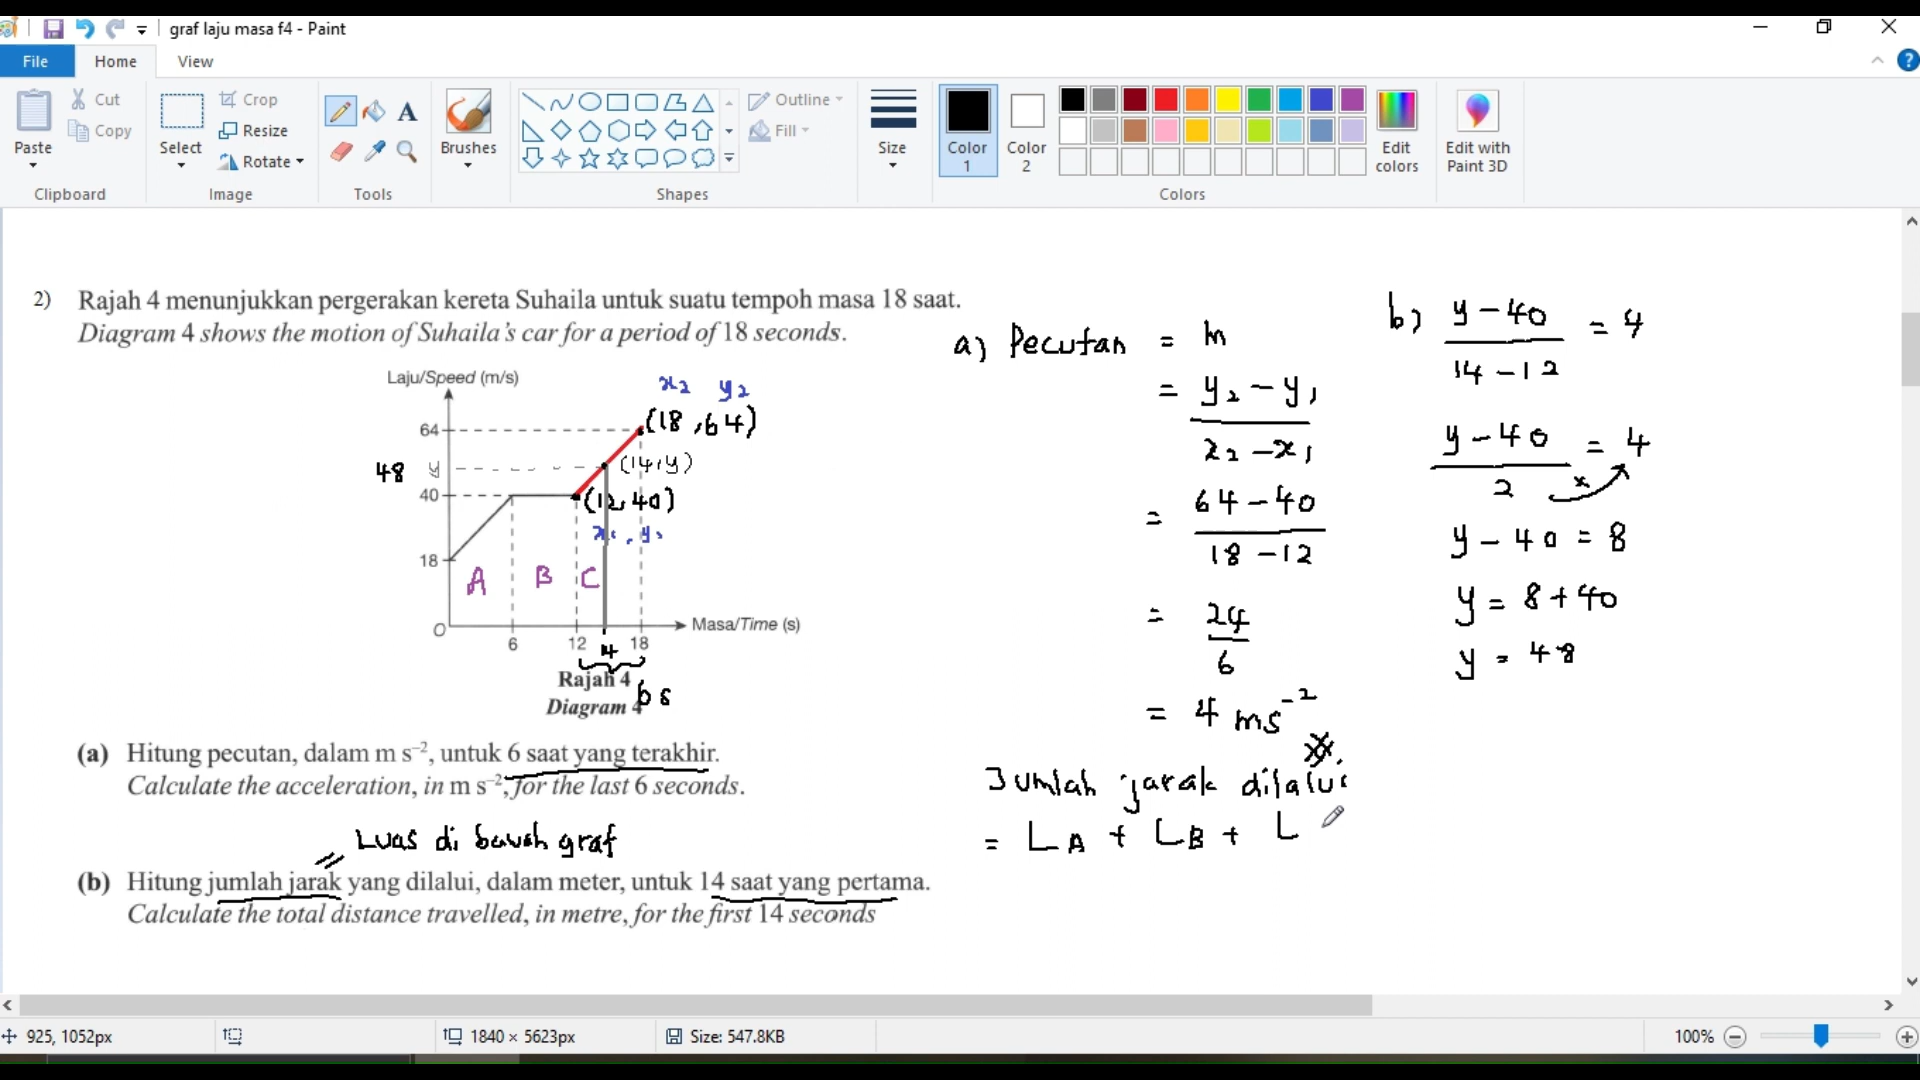 graf laju masa f4 - Paint
File
Home
View
Paste
Cut
Copy
Clipboard
Select
Crop
Resize
Rotate
Image
A
Tools
Brushes
Shapes
Outline
Fill
Size
Color
1
Color
2
Edit
colors
Colors
Edit with
Paint 3D
2) Rajah 4 menunjukkan pergerakan kereta Suhaila untuk suatu tempoh masa 18 saat.
Diagram 4 shows the motion of Suhaila's car for a period of 18 seconds.
Laju/Speed (m/s)
x₂ y₂
64 (18, 64)
48 y (14, y)
40 (12, 40)
x₁, y₁
18
A B C
O 6 12 14 18 Masa/Time (s)
Rajah 4
Diagram 4
6s
(a) Hitung pecutan, dalam m s⁻², untuk 6 saat yang terakhir.
Calculate the acceleration, in m s⁻², for the last 6 seconds.
Luas di bawah graf
(b) Hitung jumlah jarak yang dilalui, dalam meter, untuk 14 saat yang pertama.
Calculate the total distance travelled, in metre, for the first 14 seconds
a) Pecutan = m
= y₂ - y₁
x₂ - x₁
= 64 - 40
18 - 12
= 24
6
= 4 ms⁻²
Jumlah jarak dilalui
= L_A + L_B + L
b) y - 40 = 4
14 - 12
y - 40 = 4
2 x
y - 40 = 8
y = 8 + 40
y = 48
925, 1052px
1840 × 5623px
Size: 547.8KB
100%